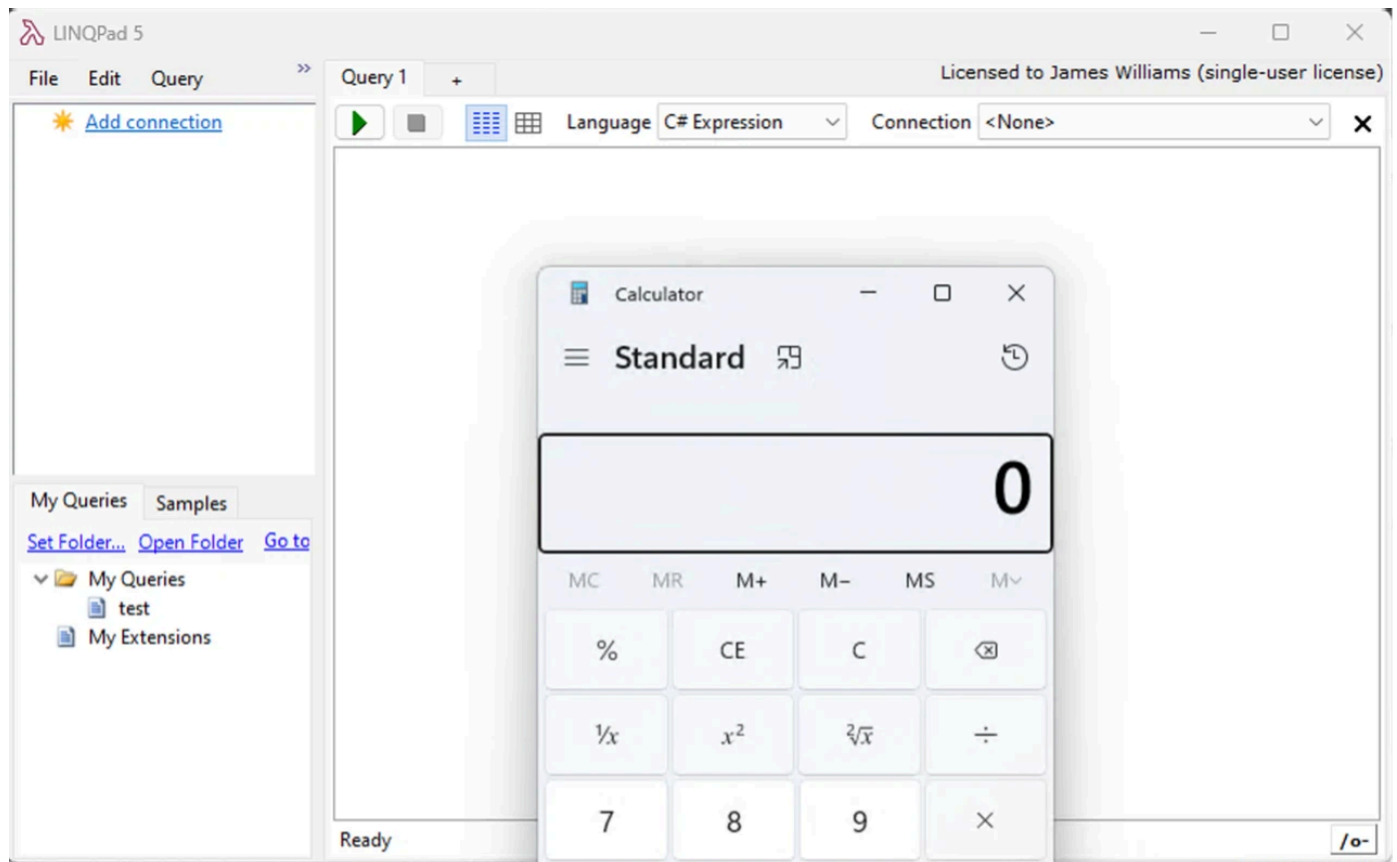 LINQPad 5
File Edit Query »
Query 1 +
Licensed to James Williams (single-user license)
Add connection
Language C# Expression Connection <None>
Calculator
Standard
0
MC MR M+ M− MS M
% CE C
¹⁄x x² ²√x ÷
7 8 9 ×
My Queries Samples
Set Folder... Open Folder Go to
My Queries
test
My Extensions
Ready
/o-